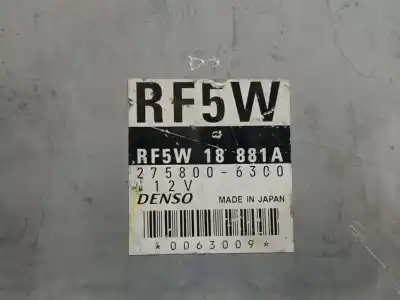 RF5W
RF5W 18 881A
275800-6300
12V
DENSO MADE IN JAPAN
*0063009*